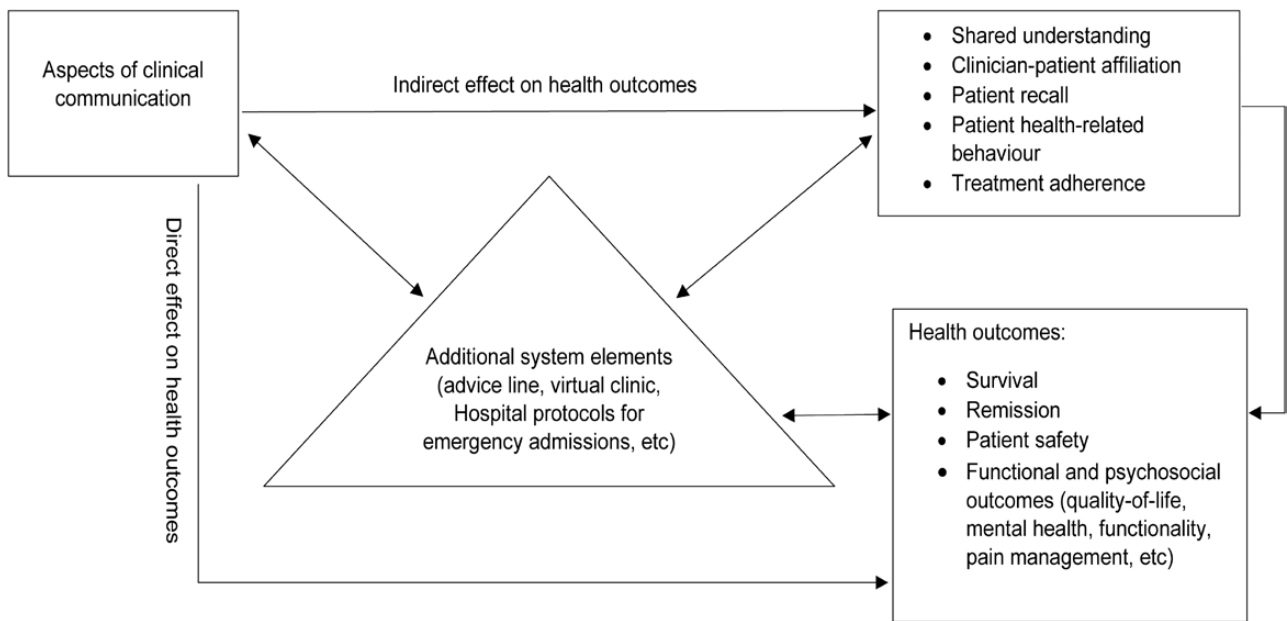 Aspects of clinical
communication
Indirect effect on health outcomes
• Shared understanding
• Clinician-patient affiliation
• Patient recall
• Patient health-related
behaviour
• Treatment adherence
Direct effect on health outcomes
Additional system elements
(advice line, virtual clinic,
Hospital protocols for
emergency admissions, etc)
Health outcomes:
• Survival
• Remission
• Patient safety
• Functional and psychosocial
outcomes (quality-of-life,
mental health, functionality,
pain management, etc)